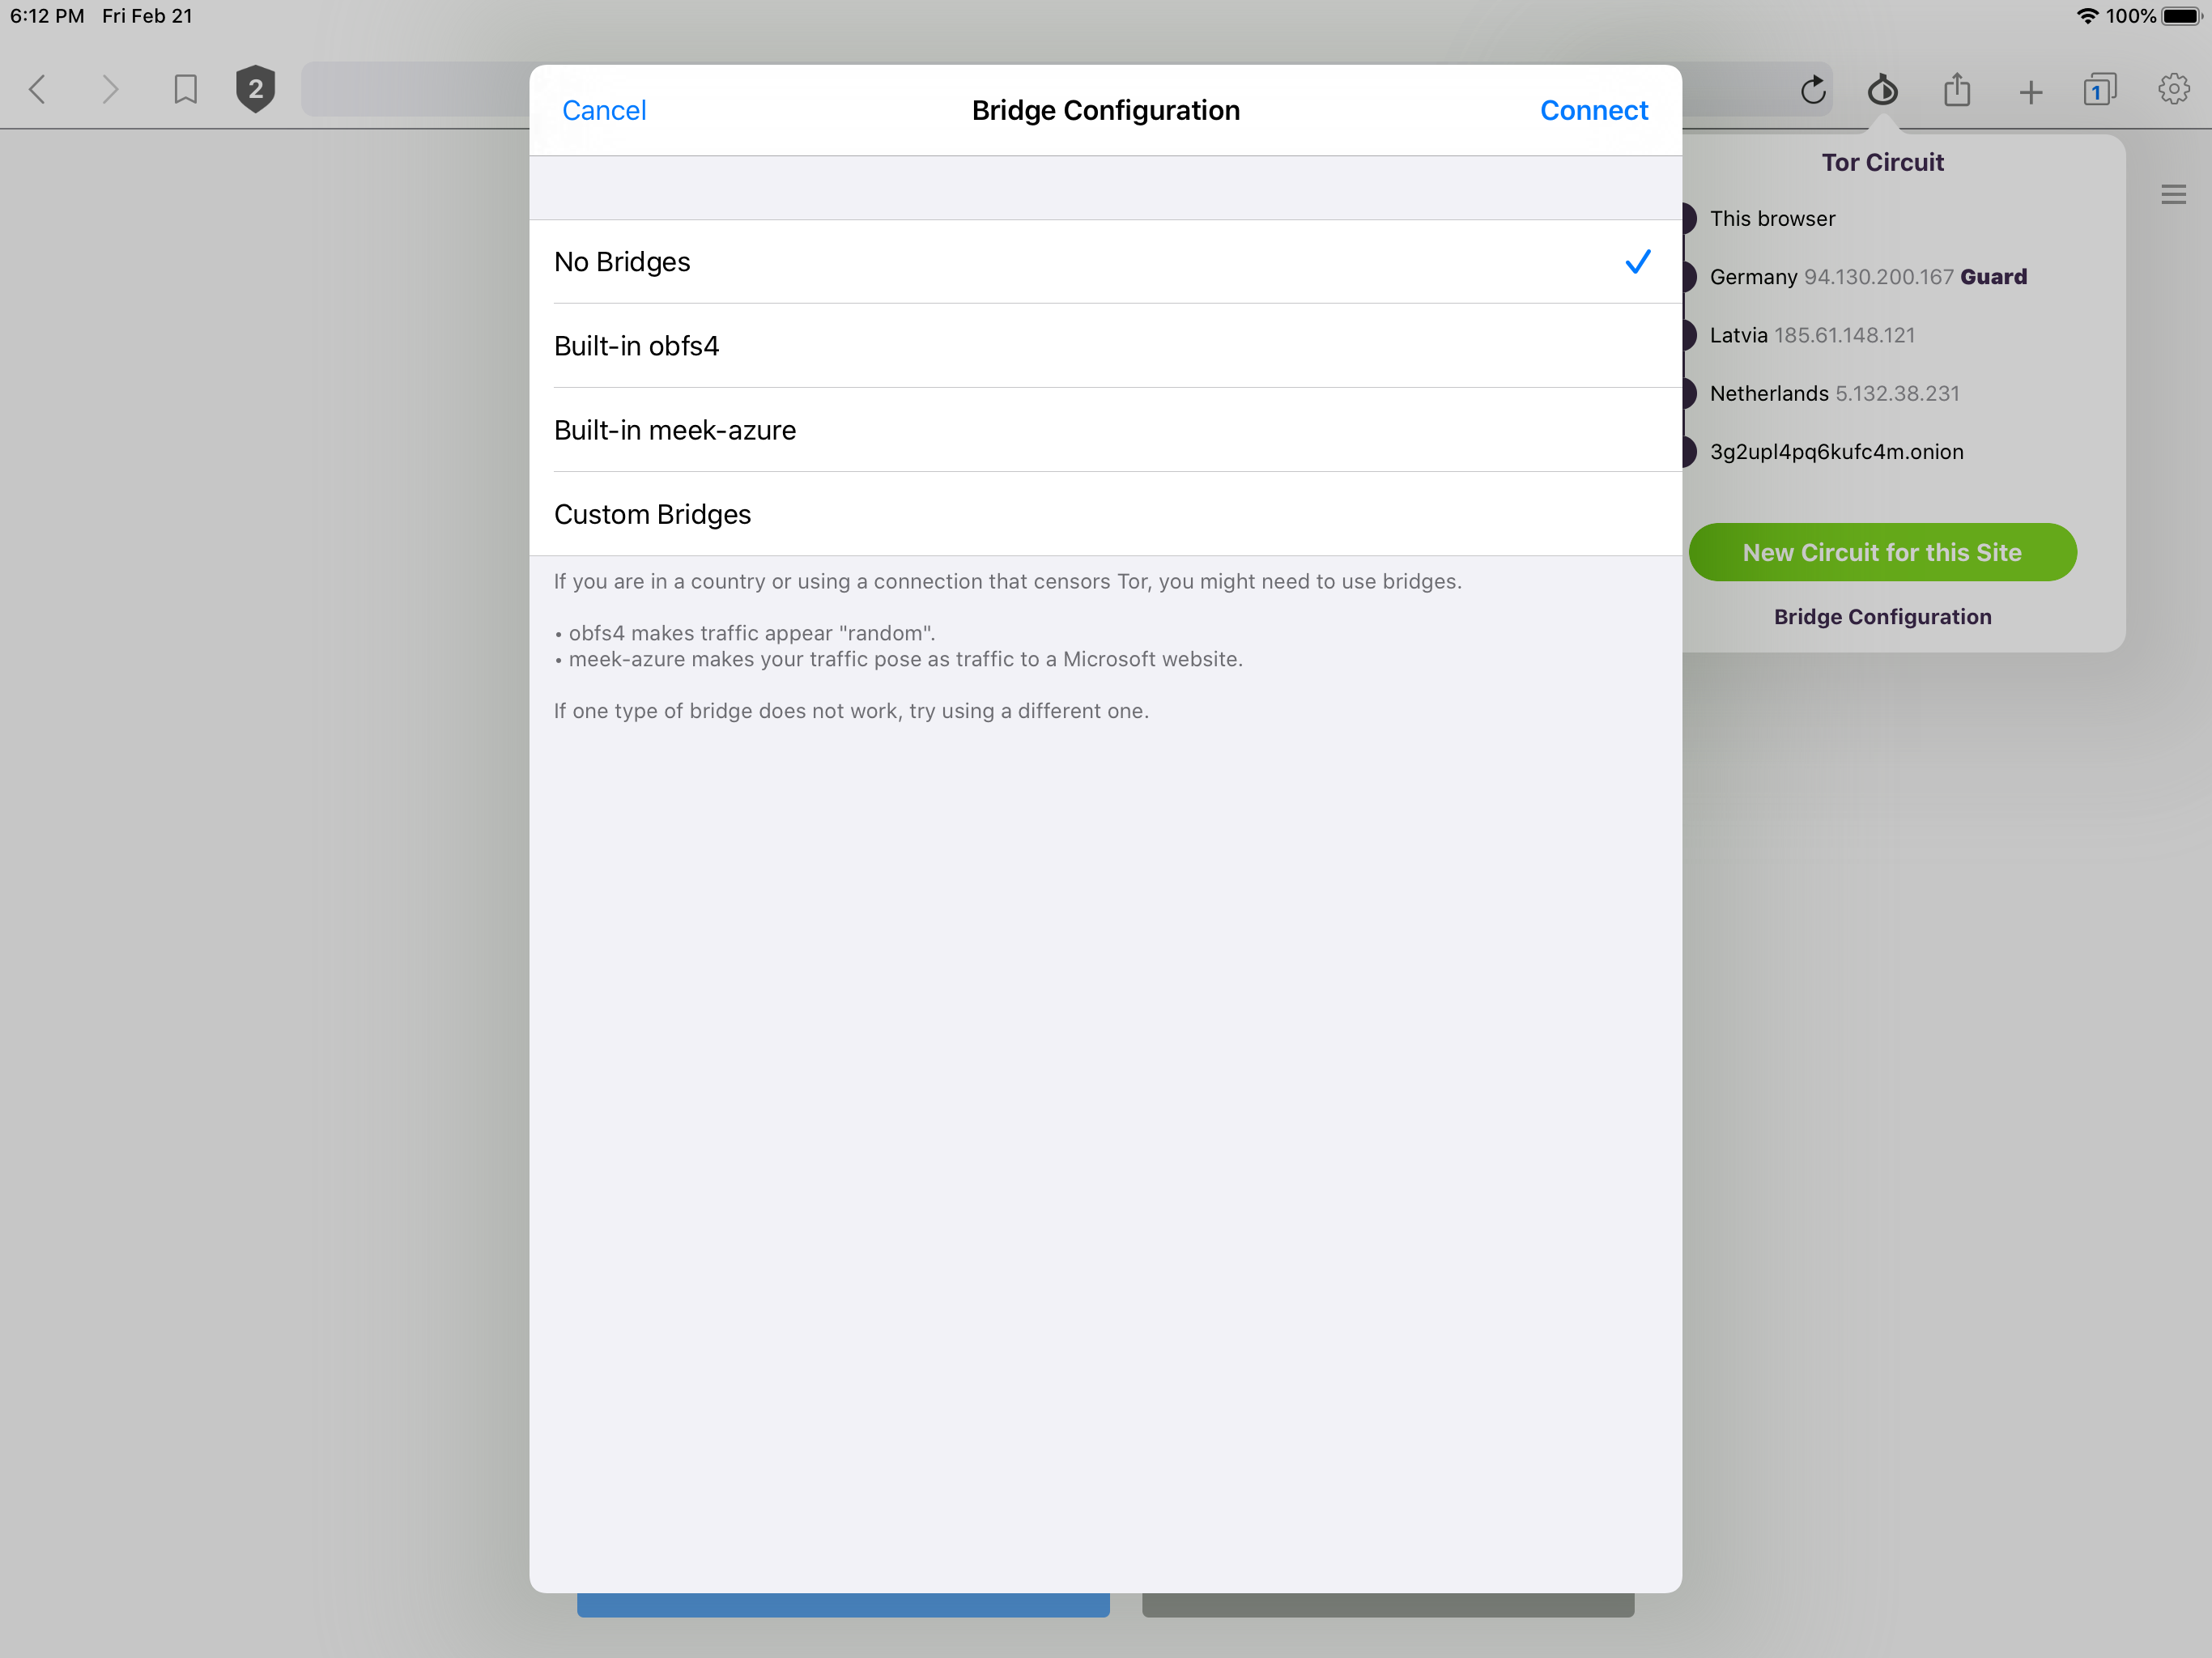 6:12 PM Fri Feb 21
100%
2
1
Cancel
Bridge Configuration
Connect
No Bridges
Built-in obfs4
Built-in meek-azure
Custom Bridges
If you are in a country or using a connection that censors Tor, you might need to use bridges.
• obfs4 makes traffic appear "random".
• meek-azure makes your traffic pose as traffic to a Microsoft website.
If one type of bridge does not work, try using a different one.
Tor Circuit
This browser
Germany 94.130.200.167 Guard
Latvia 185.61.148.121
Netherlands 5.132.38.231
3g2upl4pq6kufc4m.onion
New Circuit for this Site
Bridge Configuration